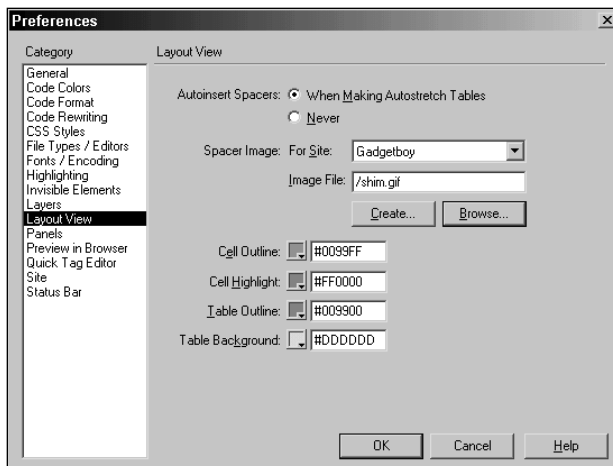 Preferences
Category
General
Code Colors
Code Format
Code Rewriting
CSS Styles
File Types / Editors
Fonts / Encoding
Highlighting
Invisible Elements
Layers
Layout View
Panels
Preview in Browser
Quick Tag Editor
Site
Status Bar
Layout View
Autoinsert Spacers: When Making Autostretch Tables
Never
Spacer Image: For Site: Gadgetboy
Image File: /shim.gif
Create... Browse...
Cell Outline: #0099FF
Cell Highlight: #FF0000
Table Outline: #009900
Table Background: #DDDDDD
OK Cancel Help